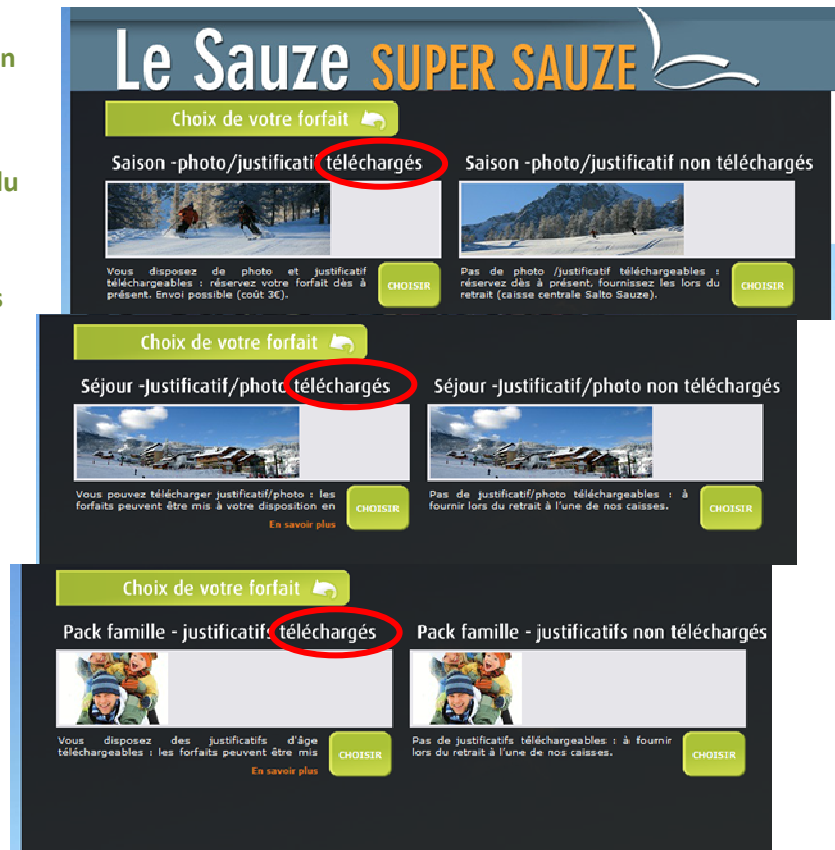 n
Le Sauze SUPER SAUZE
Choix de votre forfait
du
Saison -photo/justificatif téléchargés
Saison -photo/justificatif non téléchargés
Vous disposez de photo et justificatif
téléchargeables : réservez votre forfait dès à
présent. Envoi possible (coût 3€).
CHOISIR
Pas de photo /justificatif téléchargeables :
réservez dès à présent, fournissez les lors du
retrait (caisse centrale Salto Sauze).
CHOISIR
s
Choix de votre forfait
Séjour -Justificatif/photo téléchargés
Séjour -Justificatif/photo non téléchargés
Vous pouvez télécharger justificatif/photo : les
forfaits peuvent être mis à votre disposition en
En savoir plus
CHOISIR
Pas de justificatif/photo téléchargeables : à
fournir lors du retrait à l'une de nos caisses.
CHOISIR
Choix de votre forfait
Pack famille - justificatifs téléchargés
Pack famille - justificatifs non téléchargés
Vous disposez des justificatifs d'âge
téléchargeables : les forfaits peuvent être mis
En savoir plus
CHOISIR
Pas de justificatifs téléchargeables : à fournir
lors du retrait à l'une de nos caisses.
CHOISIR